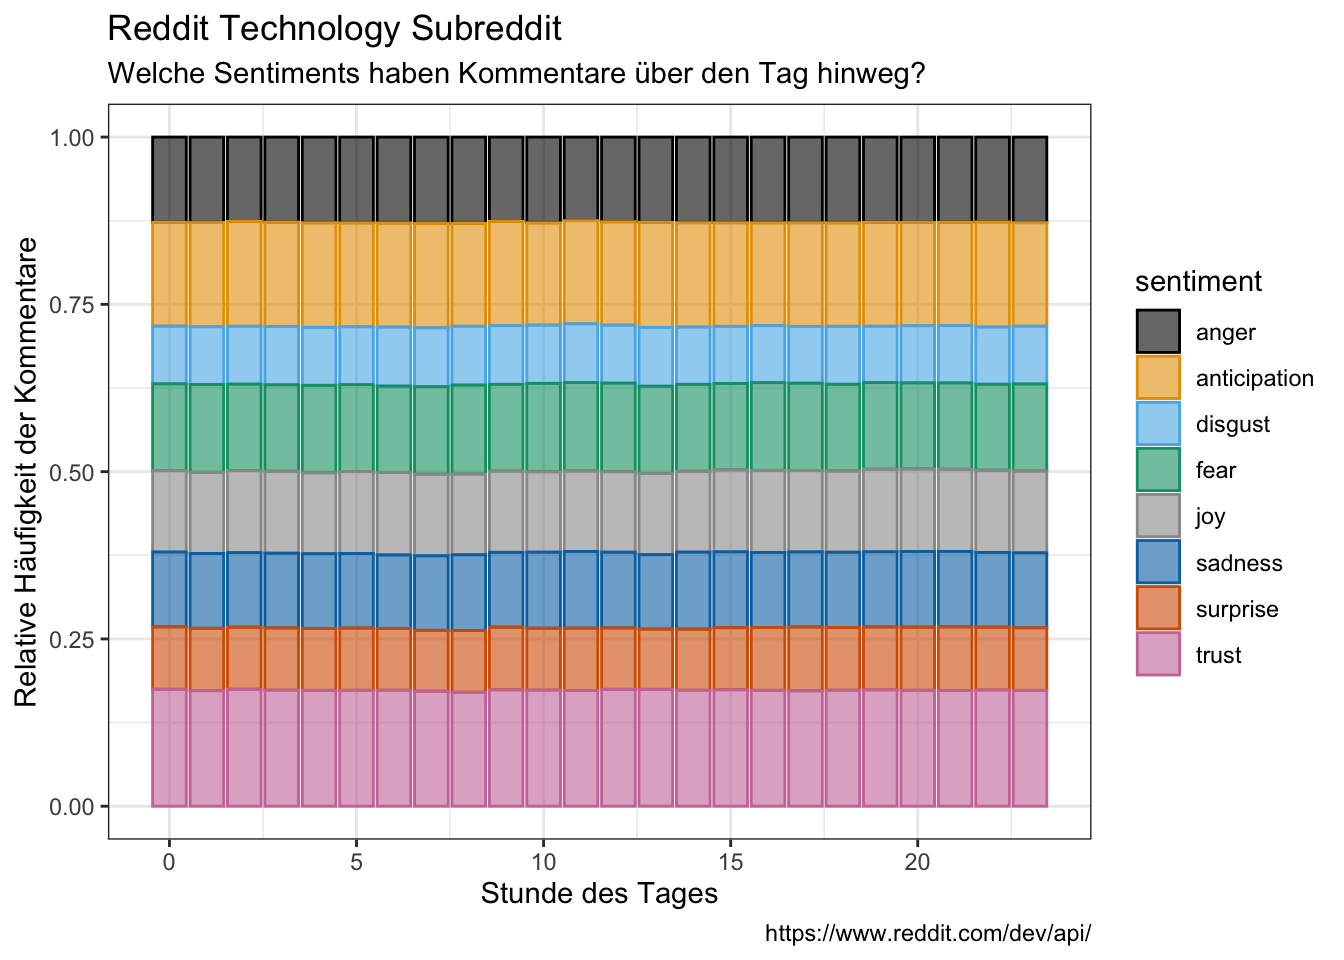 Reddit Technology Subreddit
Welche Sentiments haben Kommentare über den Tag hinweg?
Relative Häufigkeit der Kommentare
1.00
0.75
0.50
0.25
0.00
0 5 10 15 20
Stunde des Tages
sentiment
anger
anticipation
disgust
fear
joy
sadness
surprise
trust
https://www.reddit.com/dev/api/